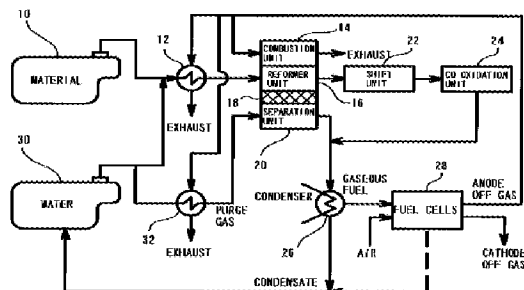 10
MATERIAL
12
EXHAUST
14
COMBUSTION
UNIT
EXHAUST
REFORMER
UNIT
16
18
SEPARATION
UNIT
20
22
SHIFT
UNIT
24
CO OXIDATION
UNIT
30
WATER
32
PURGE
GAS
EXHAUST
CONDENSER
26
GASEOUS
FUEL
28
FUEL CELLS
AIR
ANODE
OFF GAS
CATHODE
OFF GAS
CONDENSATE